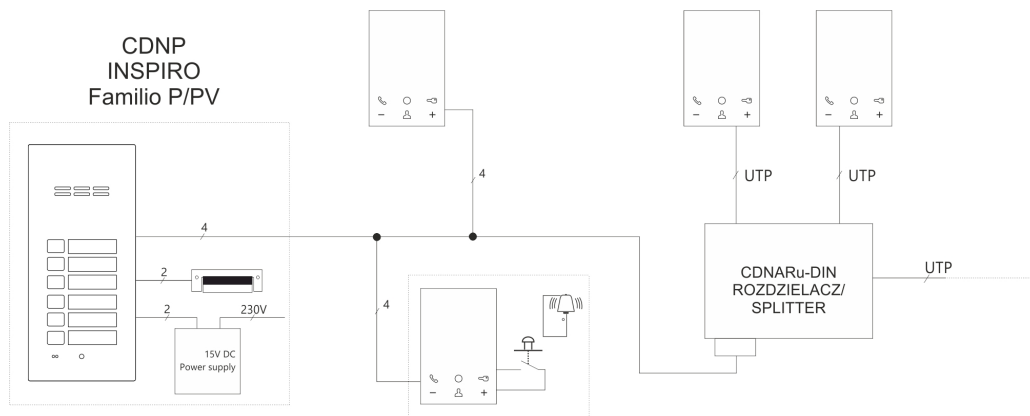 CDNP
INSPIRO
Familio P/PV
4
2
2
230V
15V DC
Power supply
- +
4
4
- +
- +
- +
UTP
UTP
CDNARu-DIN
ROZDZIELACZ/
SPLITTER
UTP